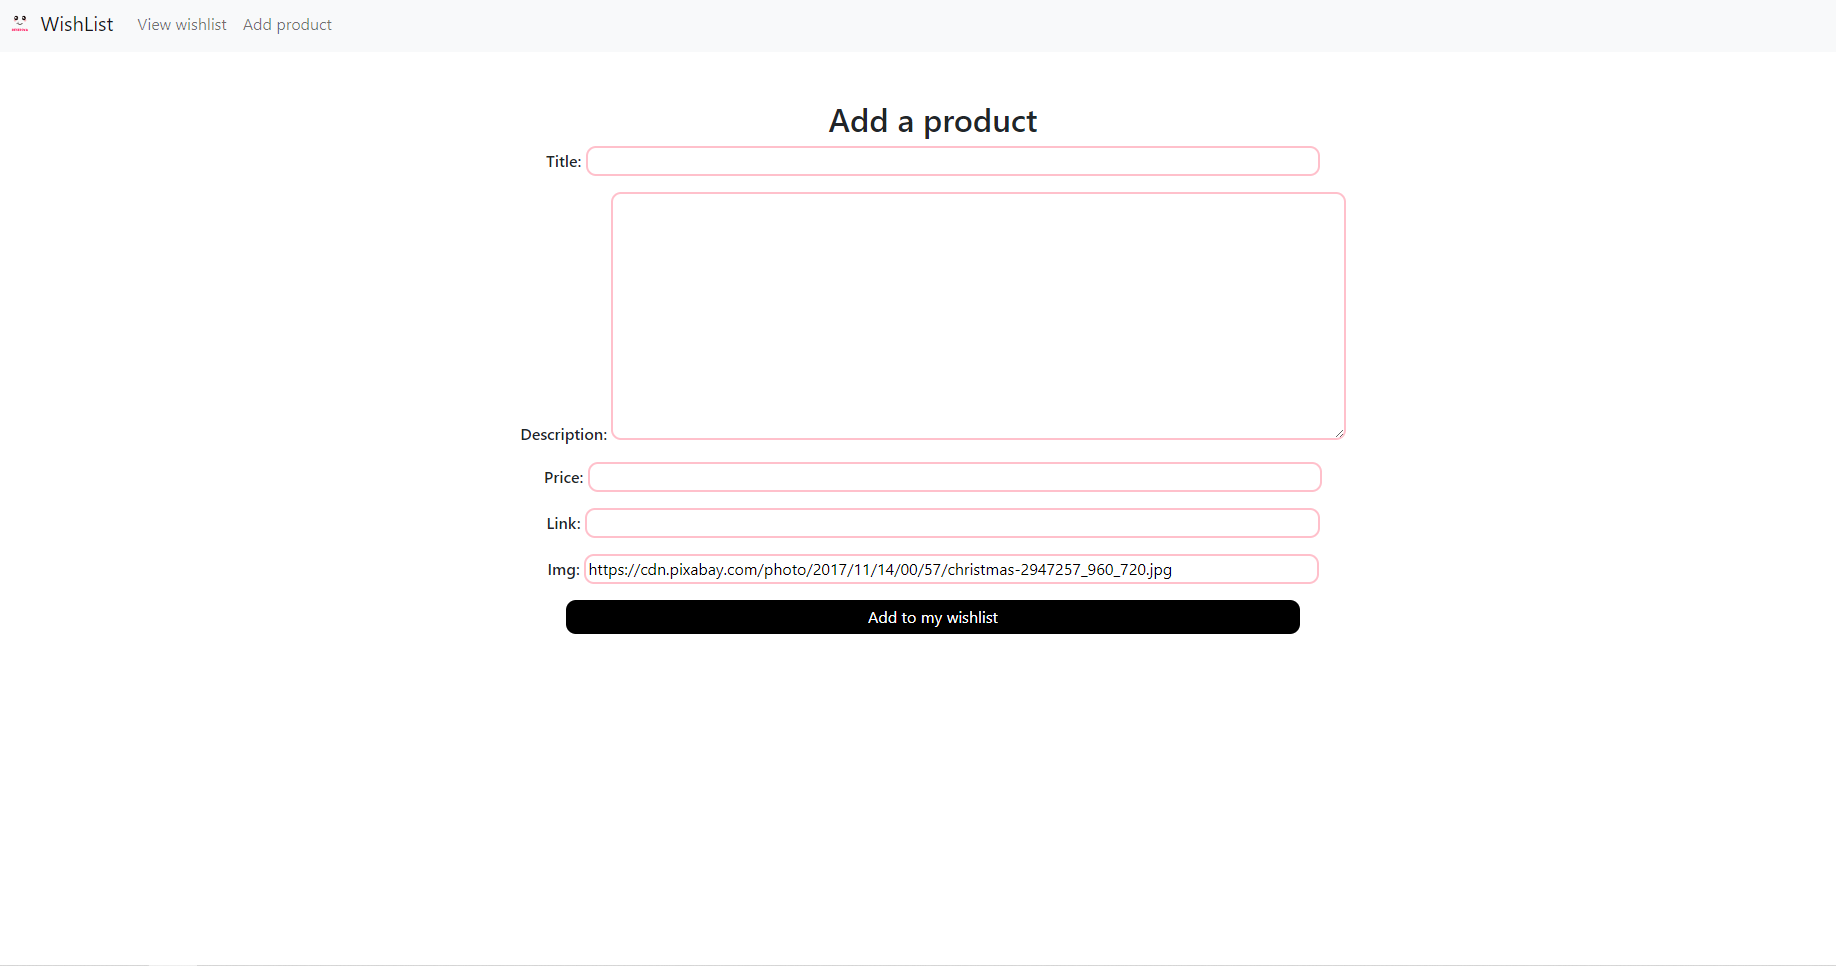 WishList View wishlist Add product
Add a product
Title:
Description:
Price:
Link:
Img: https://cdn.pixabay.com/photo/2017/11/14/00/57/christmas-2947257_960_720.jpg
Add to my wishlist